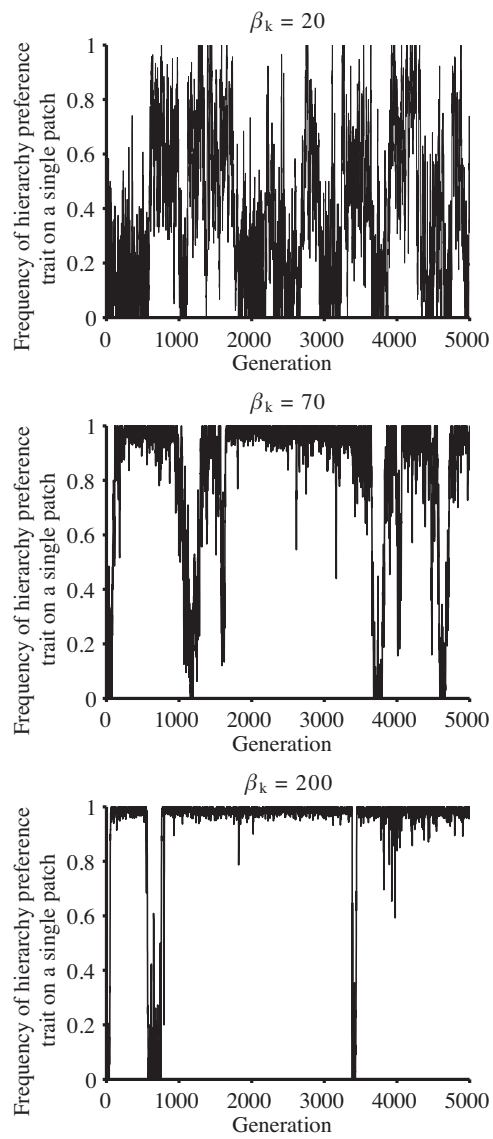 βk = 20
Frequency of hierarchy preference
trait on a single patch
1
0.8
0.6
0.4
0.2
0
0 1000 2000 3000 4000 5000
Generation
βk = 70
Frequency of hierarchy preference
trait on a single patch
1
0.8
0.6
0.4
0.2
0
0 1000 2000 3000 4000 5000
Generation
βk = 200
Frequency of hierarchy preference
trait on a single patch
1
0.8
0.6
0.4
0.2
0
0 1000 2000 3000 4000 5000
Generation